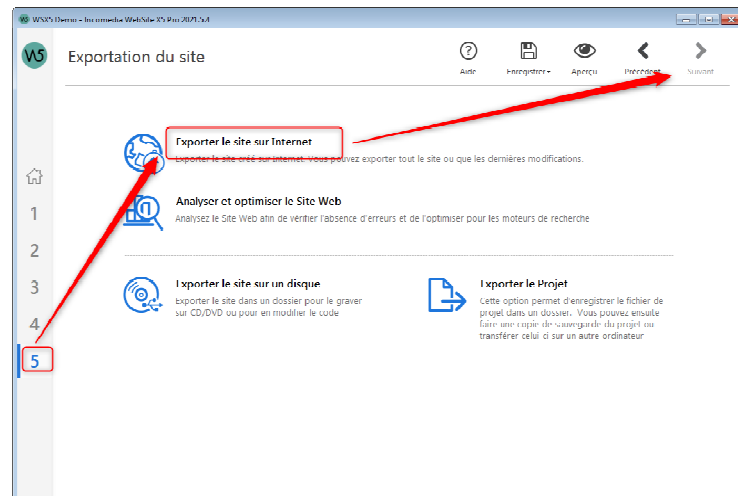 WSX5 Demo - Incomedia WebSite X5 Pro 2021.5.4
W5
Exportation du site
?
Aide
Enregistrer
Aperçu
Précédent
Suivant
Exporter le site sur Internet
Exporter le site créé sur Internet. Vous pouvez exporter tout le site ou que les dernières modifications.
Analyser et optimiser le Site Web
Analysez le Site Web afin de vérifier l'absence d'erreurs et de l'optimiser pour les moteurs de recherche
1
2
3
4
5
Exporter le site sur un disque
Exporter le site dans un dossier pour le graver
sur CD/DVD ou pour en modifier le code
Exporter le Projet
Cette option permet d'enregistrer le fichier de
projet dans un dossier. Vous pouvez ensuite
faire une copie de sauvegarde du projet ou
transférer celui ci sur un autre ordinateur